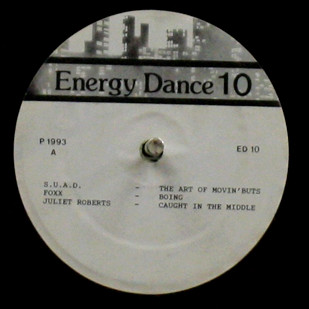 Energy Dance 10
P 1993 ED 10
A
S.U.A.D. - THE ART OF MOVIN'BUTS
FOXX - BOING
JULIET ROBERTS - CAUGHT IN THE MIDDLE